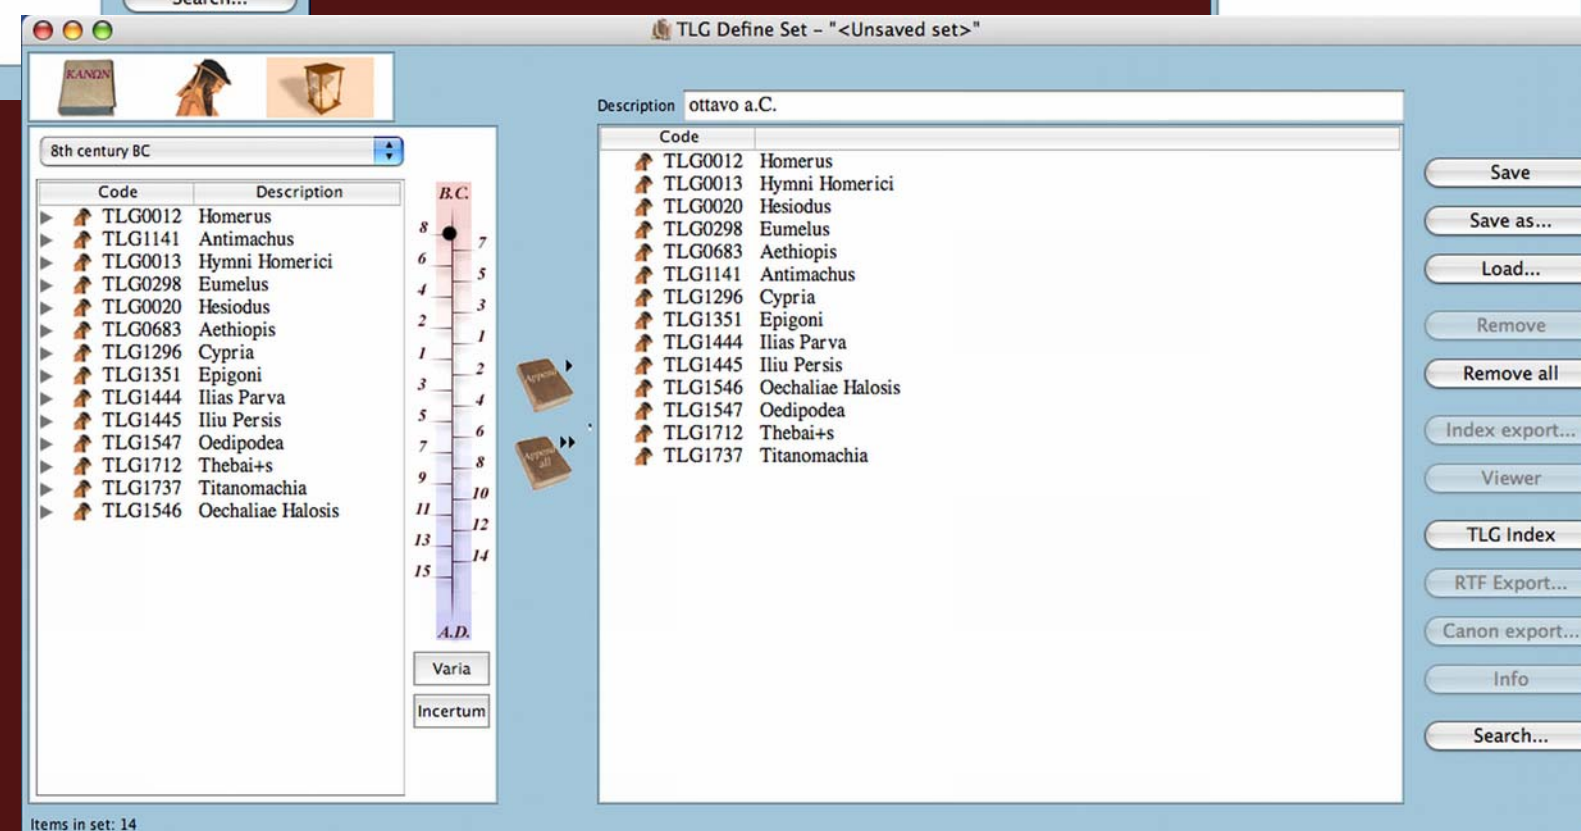 Search...
TLG Define Set – "<Unsaved set>"
ΚΑΝΩΝ
Description ottavo a.C.
8th century BC
Code Description
TLG0012 Homerus
TLG1141 Antimachus
TLG0013 Hymni Homerici
TLG0298 Eumelus
TLG0020 Hesiodus
TLG0683 Aethiopis
TLG1296 Cypria
TLG1351 Epigoni
TLG1444 Ilias Parva
TLG1445 Iliu Persis
TLG1547 Oedipodea
TLG1712 Thebai+s
TLG1737 Titanomachia
TLG1546 Oechaliae Halosis
B.C.
8
7
6
5
4
3
2
1
1
2
3
4
5
6
7
8
9
10
11
12
13
14
15
A.D.
Varia
Incertum
Append
Append
all
Code
TLG0012 Homerus
TLG0013 Hymni Homerici
TLG0020 Hesiodus
TLG0298 Eumelus
TLG0683 Aethiopis
TLG1141 Antimachus
TLG1296 Cypria
TLG1351 Epigoni
TLG1444 Ilias Parva
TLG1445 Iliu Persis
TLG1546 Oechaliae Halosis
TLG1547 Oedipodea
TLG1712 Thebai+s
TLG1737 Titanomachia
Save
Save as...
Load...
Remove
Remove all
Index export...
Viewer
TLG Index
RTF Export...
Canon export...
Info
Search...
Items in set: 14